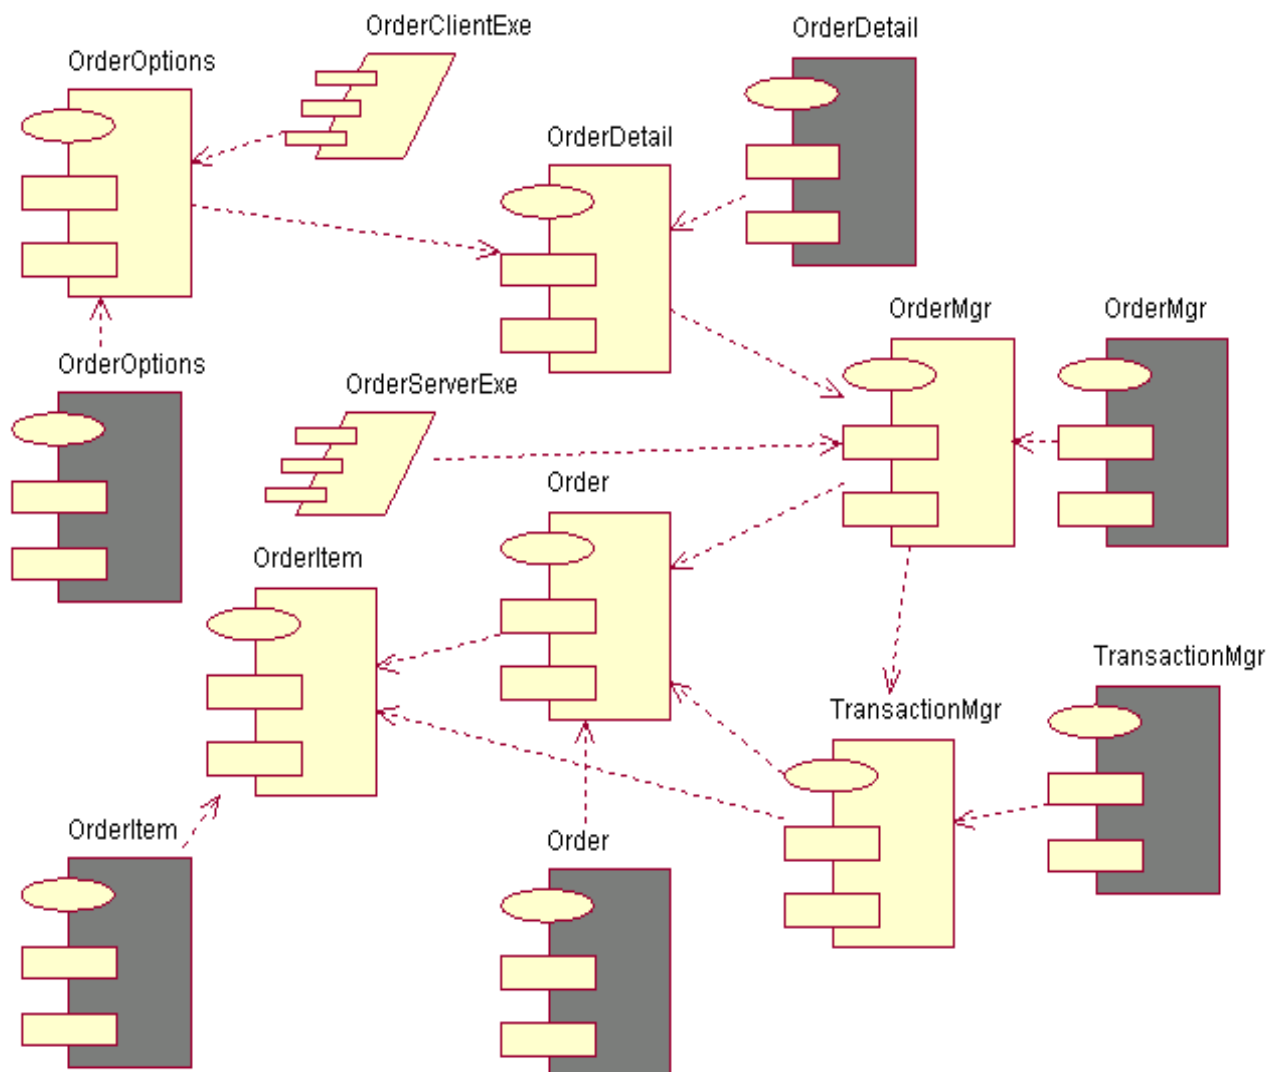 OrderClientExe
OrderDetail
OrderOptions
OrderDetail
OrderMgr
OrderMgr
OrderOptions
OrderServerExe
Order
OrderItem
TransactionMgr
TransactionMgr
OrderItem
Order